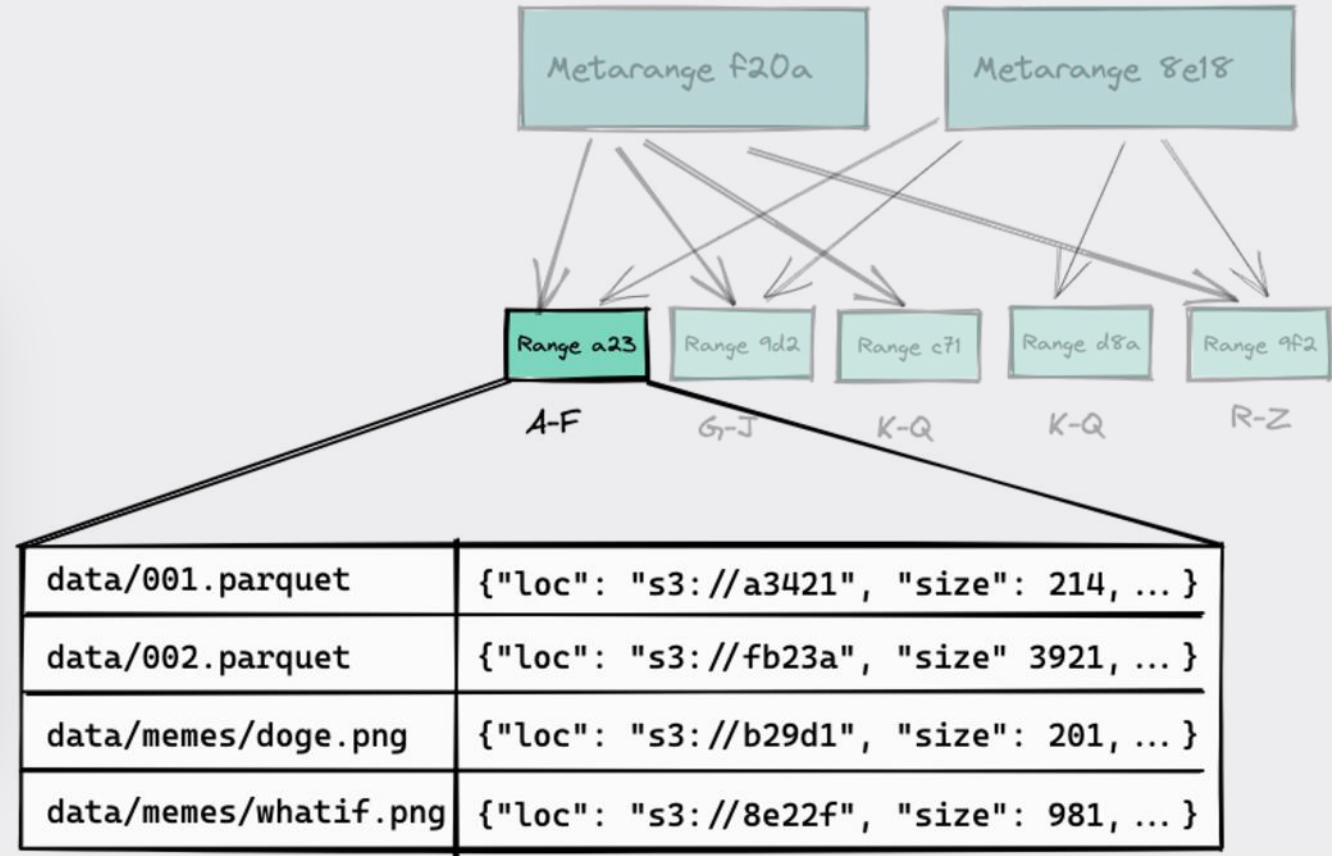 Metarange f20a
Metarange 8e18
Range a23
Range 9d2
Range c71
Range d8a
Range 9f2
A-F
G-J
K-Q
K-Q
R-Z
data/001.parquet {"loc": "s3://a3421", "size": 214, ... }
data/002.parquet {"loc": "s3://fb23a", "size" 3921, ... }
data/memes/doge.png {"loc": "s3://b29d1", "size": 201, ... }
data/memes/whatif.png {"loc": "s3://8e22f", "size": 981, ... }